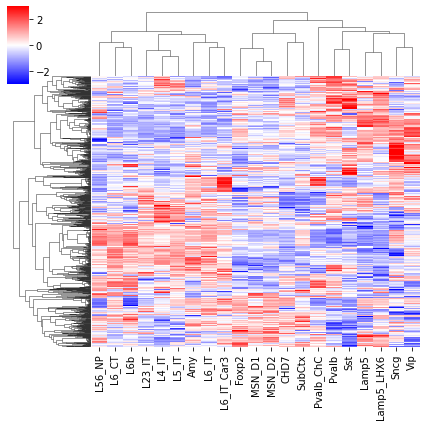 2
0
−2
L56_NP
L6_CT
L6b
L23_IT
L4_IT
L5_IT
Amy
L6_IT
L6_IT_Car3
Foxp2
MSN_D1
MSN_D2
CHD7
SubCtx
Pvalb_ChC
Pvalb
Sst
Lamp5
Lamp5_LHX6
Sncg
Vip